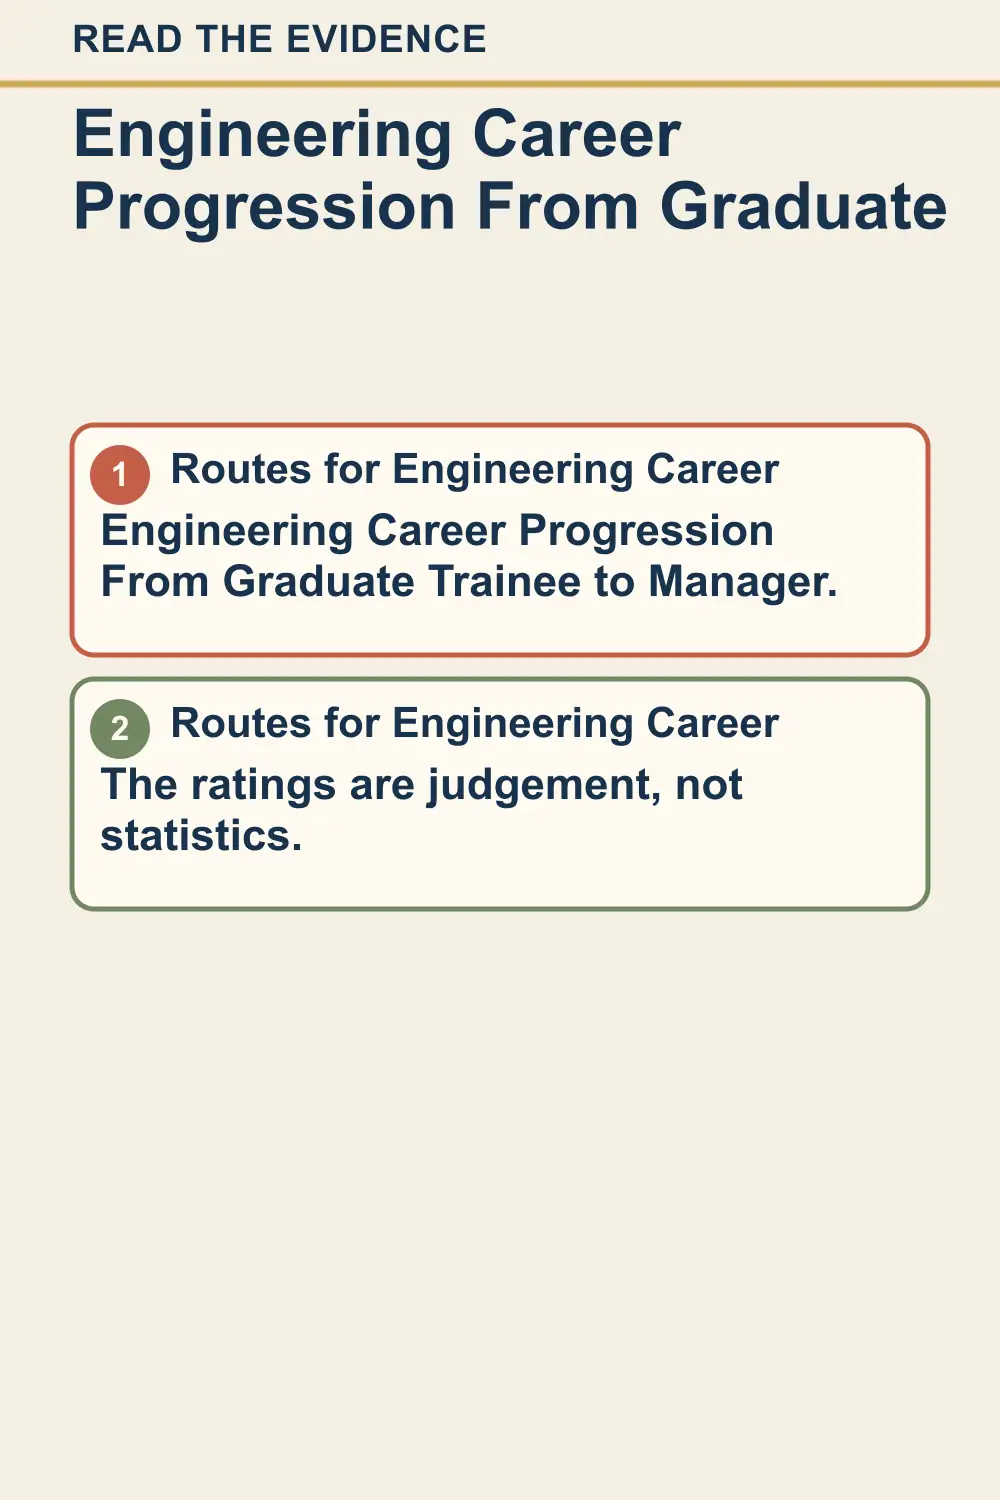 READ THE EVIDENCE
Engineering Career
Progression From Graduate
1 Routes for Engineering Career
Engineering Career Progression
From Graduate Trainee to Manager.
2 Routes for Engineering Career
The ratings are judgement, not
statistics.